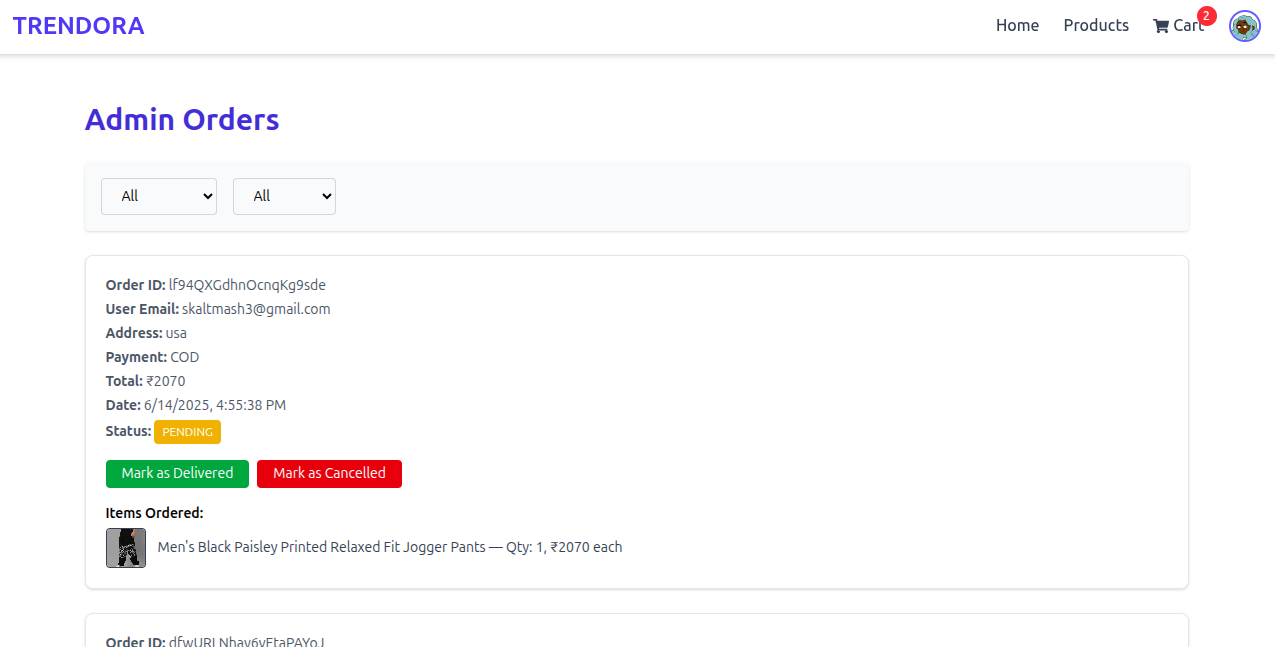 TRENDORA
Home
Products
Cart
2
Admin Orders
All
All
Order ID: lf94QXGdhnOcnqKg9sde
User Email: skaltmash3@gmail.com
Address: usa
Payment: COD
Total: ₹2070
Date: 6/14/2025, 4:55:38 PM
Status: PENDING
Mark as Delivered
Mark as Cancelled
Items Ordered:
Men's Black Paisley Printed Relaxed Fit Jogger Pants — Qty: 1, ₹2070 each
Order ID: